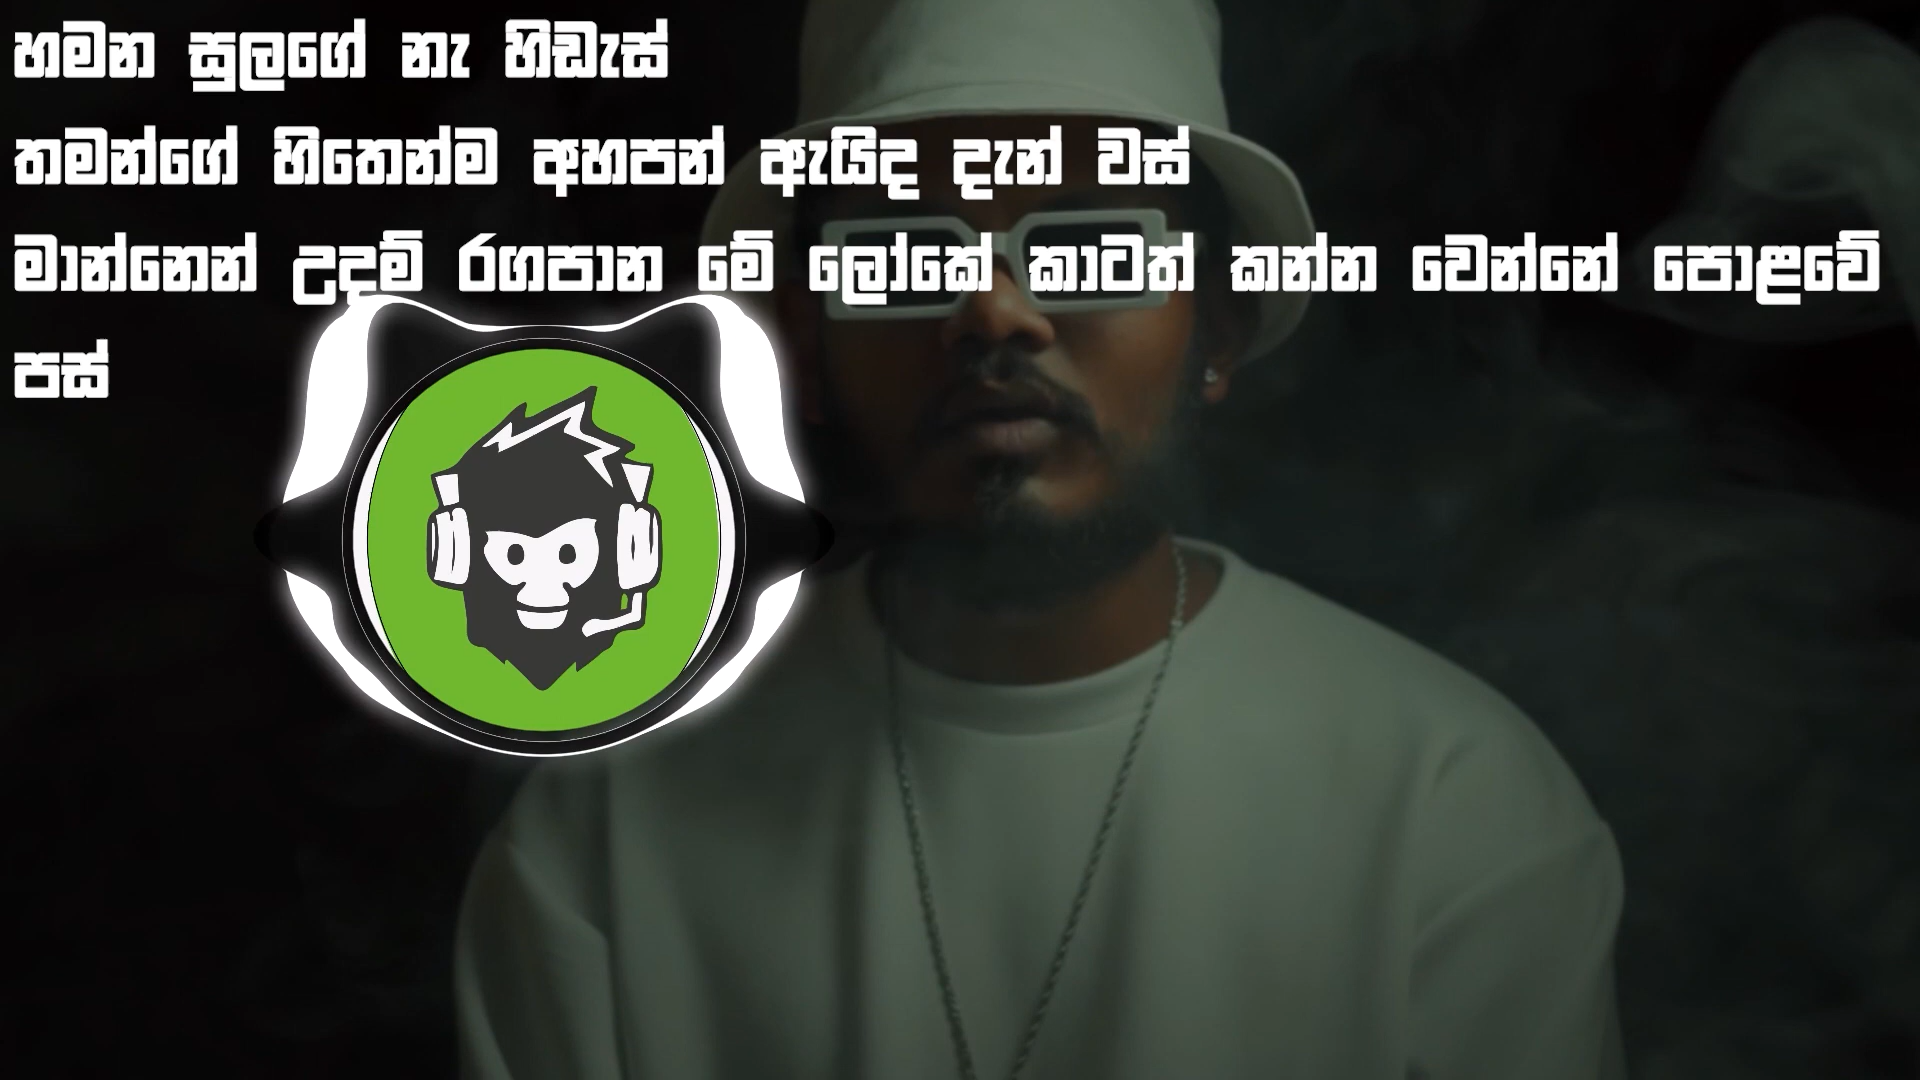 හමන සුලගේ නෑ හිඩැස්
තමන්ගේ හිතෙන්ම අහපන් ඇයිද දැන් වස්
මාන්නෙන් උදම් රගපාන මේ ලෝකේ කාටත් කන්න වෙන්නේ පොළවේ
පස්